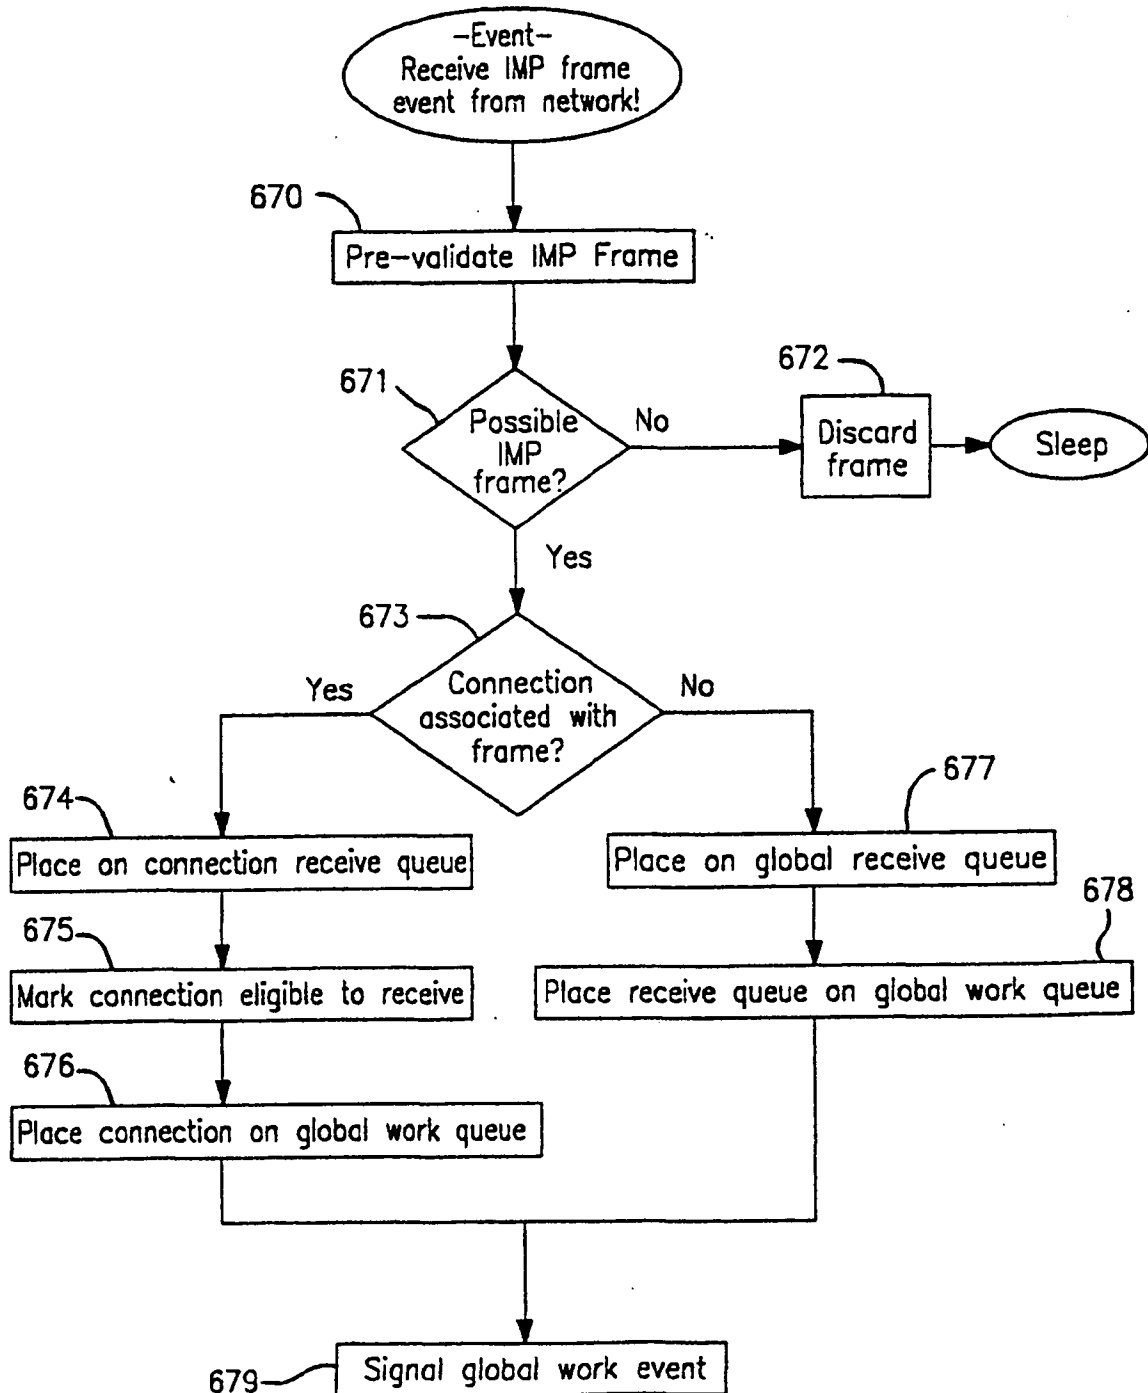 -Event-
Receive IMP frame
event from network!
670
Pre-validate IMP Frame
671
Possible
IMP
frame?
No
672
Discard
frame
Sleep
Yes
673
Connection
associated with
frame?
Yes
No
674
Place on connection receive queue
677
Place on global receive queue
675
Mark connection eligible to receive
678
Place receive queue on global work queue
676
Place connection on global work queue
679
Signal global work event